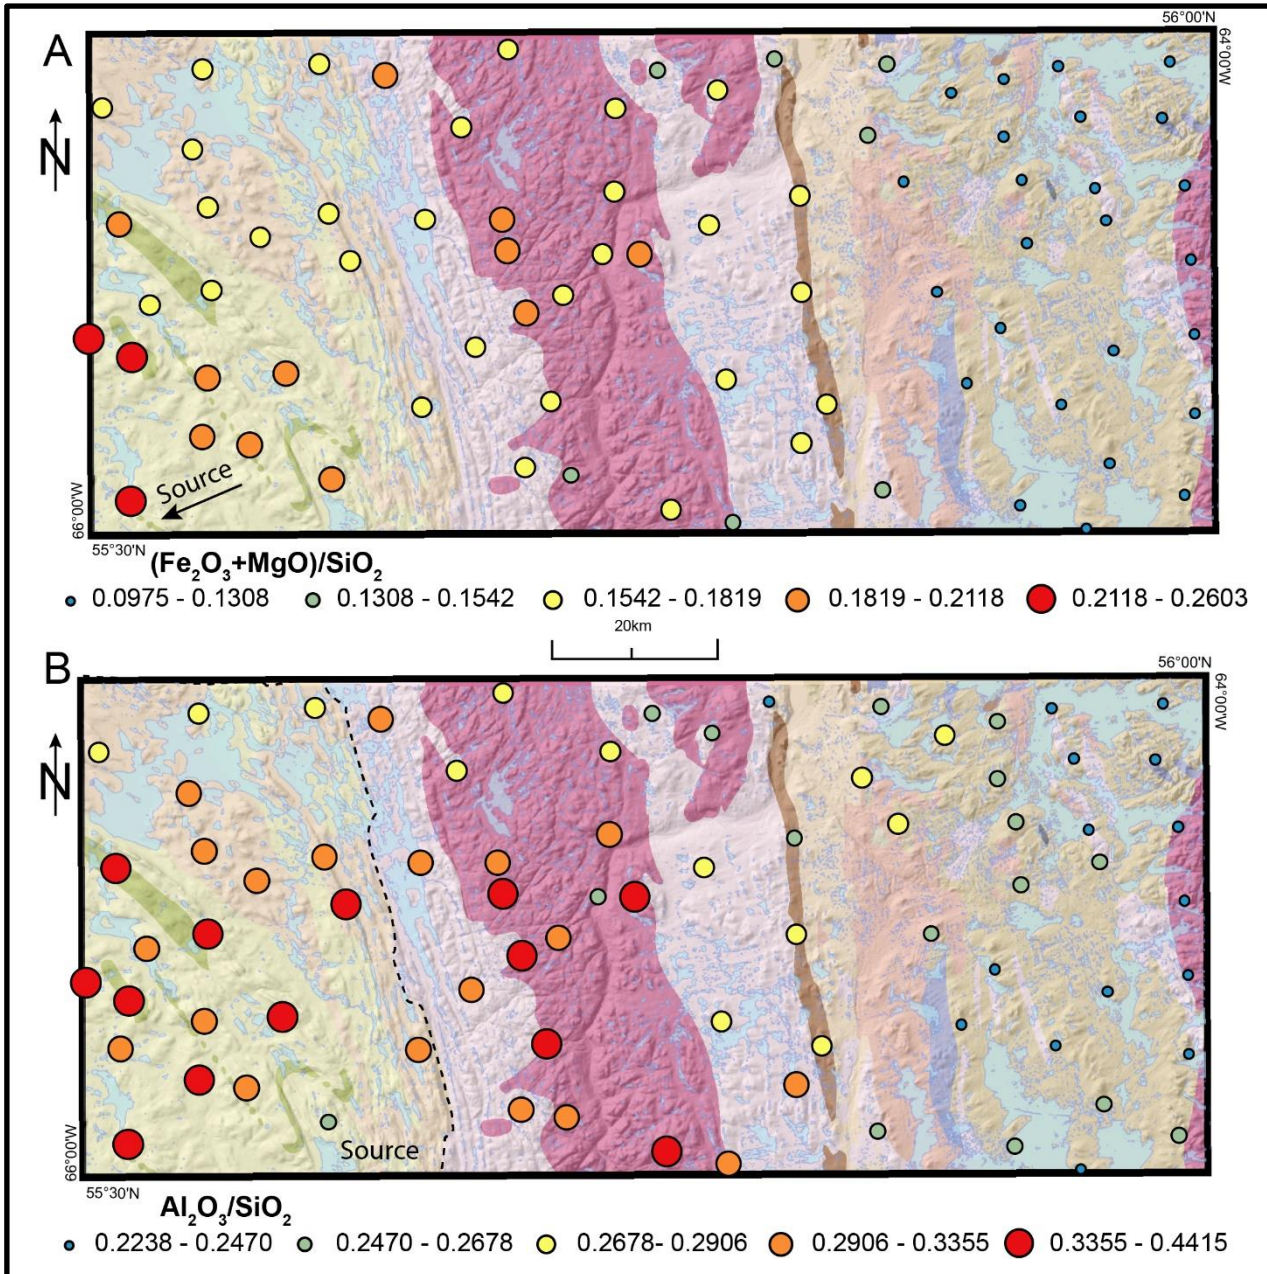 56°00'N
A
64°00'W
N
Source
66°00'W
55°30'N
(Fe₂O₃+MgO)/SiO₂
0.0975 - 0.1308 0.1308 - 0.1542 0.1542 - 0.1819 0.1819 - 0.2118 0.2118 - 0.2603
20km
B
56°00'N
64°00'W
N
Source
66°00'W
55°30'N
Al₂O₃/SiO₂
0.2238 - 0.2470 0.2470 - 0.2678 0.2678- 0.2906 0.2906 - 0.3355 0.3355 - 0.4415